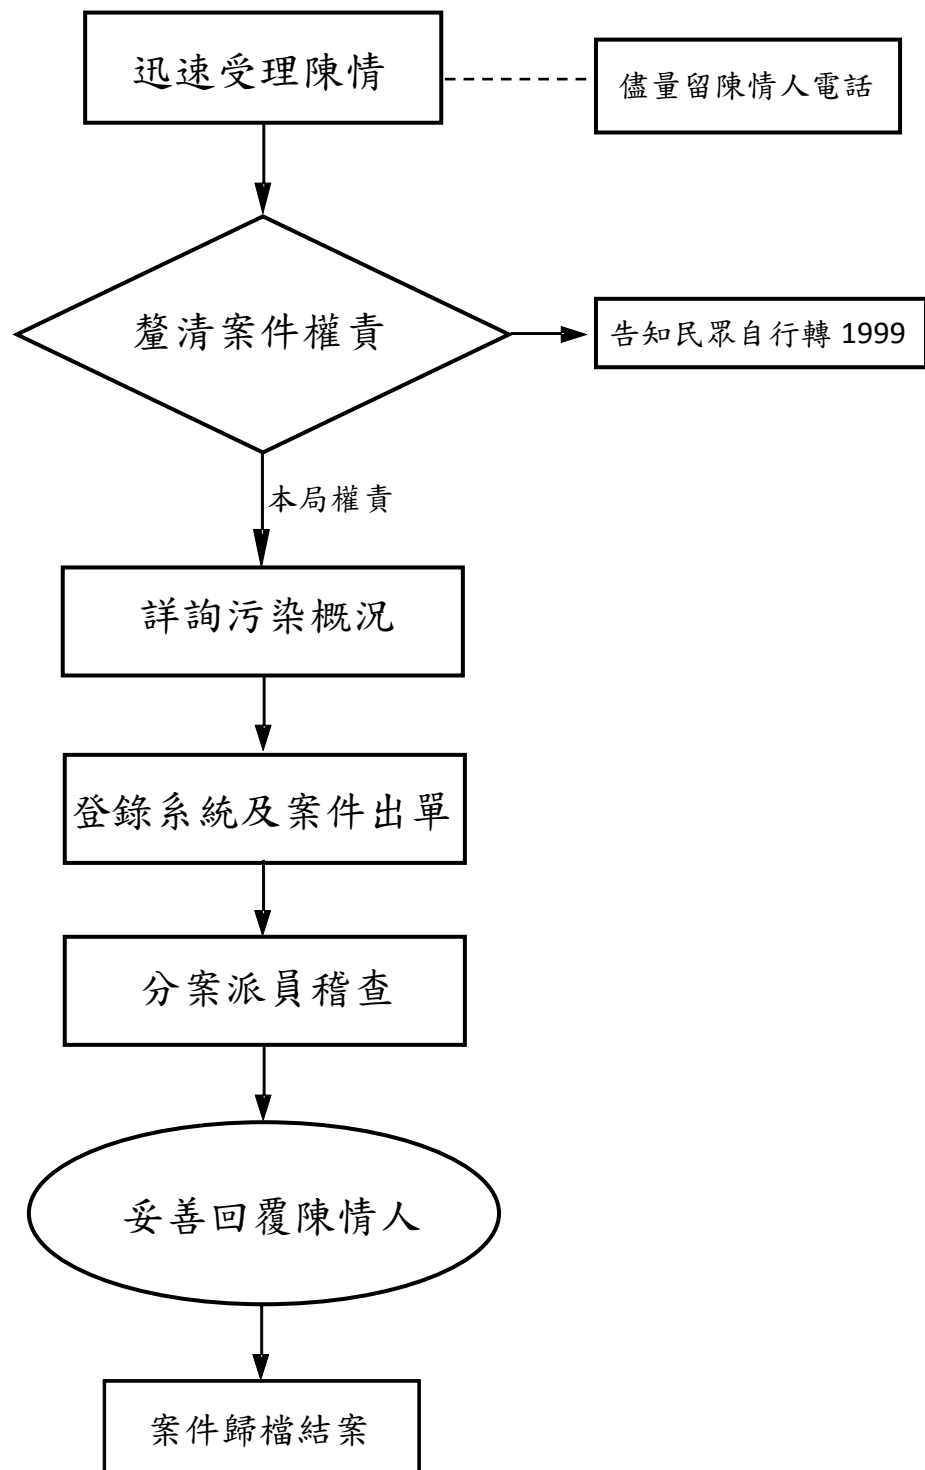 迅速受理陳情
儘量留陳情人電話
釐清案件權責
告知民眾自行轉 1999
本局權責
詳詢污染概況
登錄系統及案件出單
分案派員稽查
妥善回覆陳情人
案件歸檔結案